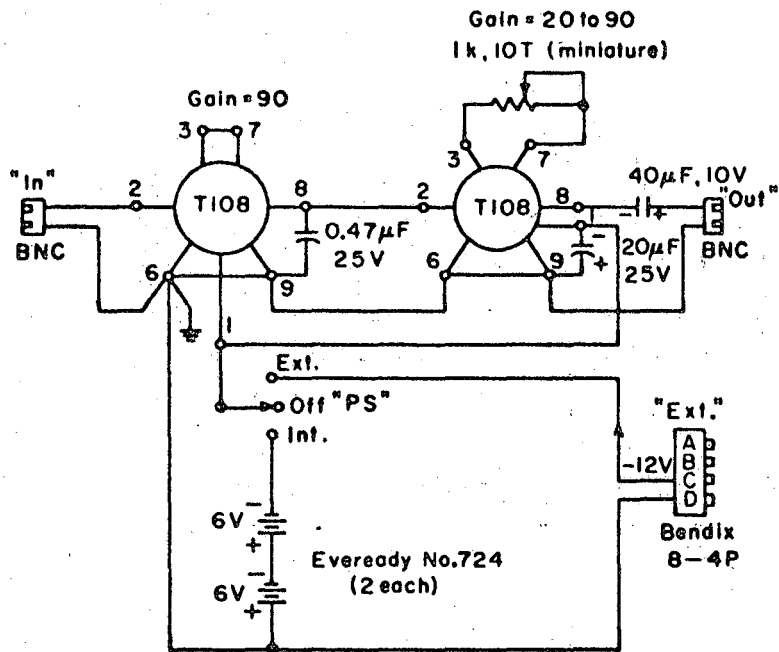 Gain = 20 to 90
1k, 10T (miniature)
Gain = 90
3 7
3 7
"In"
2
T108
8
2
T108
8
40μF, 10V
- +
"Out"
BNC
0.47μF
25V
-
+
20μF
25V
BNC
6
9
6
9
1
1
Ext.
Off "PS"
Int.
"Ext."
-12V
A
B
C
D
Bendix
8-4P
6V
-
+
6V
-
+
Eveready No.724
(2 each)